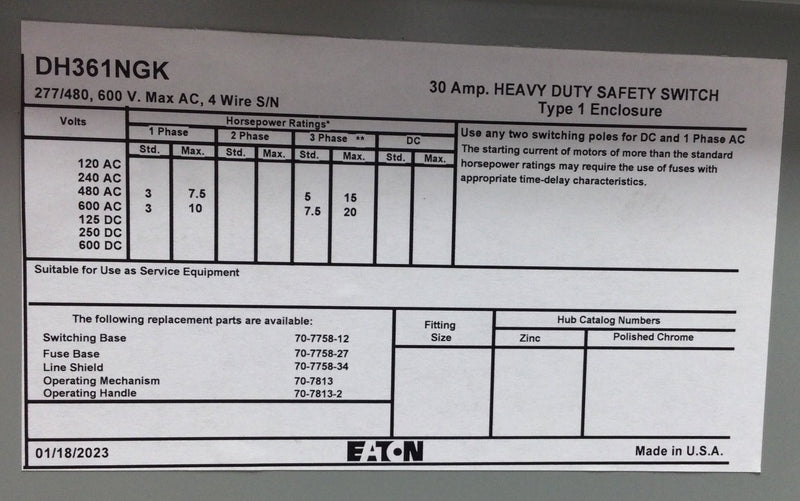 DH361NGK
277/480, 600 V. Max AC, 4 Wire S/N
30 Amp. HEAVY DUTY SAFETY SWITCH
Type 1 Enclosure
Volts Horsepower Ratings*
1 Phase 2 Phase 3 Phase ** DC
Std. Max. Std. Max. Std. Max. Std. Max.
120 AC
240 AC
480 AC 3 7.5 5 15
600 AC 3 10 7.5 20
125 DC
250 DC
600 DC
Use any two switching poles for DC and 1 Phase AC
The starting current of motors of more than the standard
horsepower ratings may require the use of fuses with
appropriate time-delay characteristics.
Suitable for Use as Service Equipment
The following replacement parts are available:
Switching Base 70-7758-12
Fuse Base 70-7758-27
Line Shield 70-7758-34
Operating Mechanism 70-7813
Operating Handle 70-7813-2
Fitting
Size
Hub Catalog Numbers
Zinc Polished Chrome
01/18/2023 EATON Made in U.S.A.